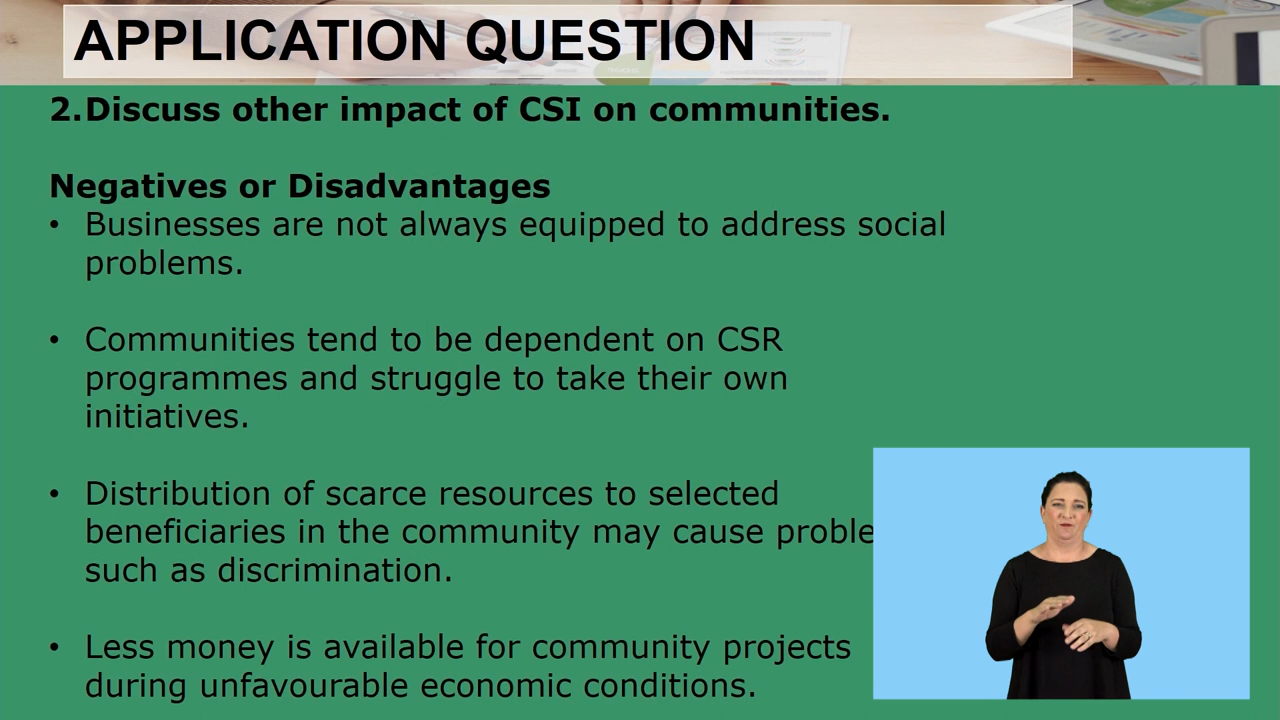 APPLICATION QUESTION
2.Discuss other impact of CSI on communities.
Negatives or Disadvantages
• Businesses are not always equipped to address social
problems.
• Communities tend to be dependent on CSR
programmes and struggle to take their own
initiatives.
• Distribution of scarce resources to selected
beneficiaries in the community may cause proble
such as discrimination.
• Less money is available for community projects
during unfavourable economic conditions.